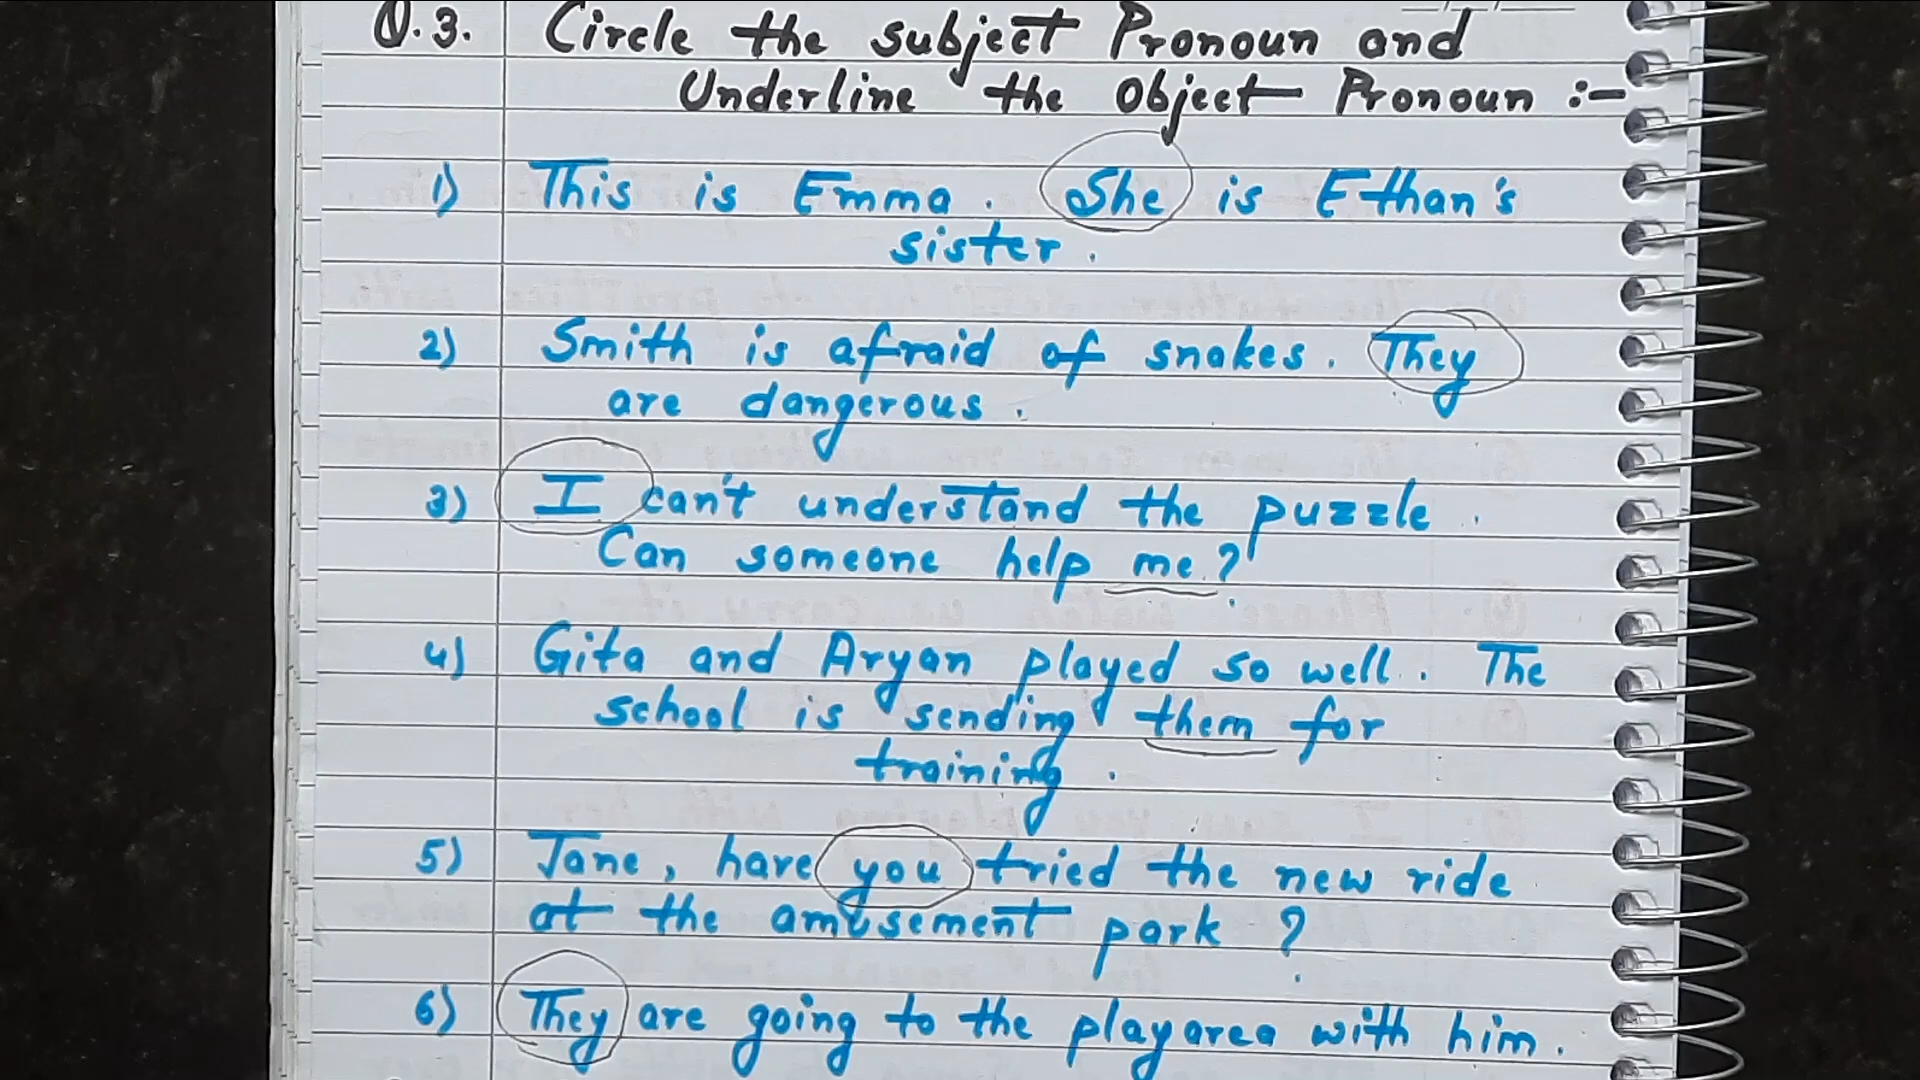 Q.3. Circle the subject Pronoun and
Underline the Object Pronoun :-
1) This is Emma. She is Ethan's
sister.
2) Smith is afraid of snakes. They
are dangerous.
3) I can't understand the puzzle.
Can someone help me?
4) Gita and Aryan played so well. The
school is sending them for
training.
5) Jane, have you tried the new ride
at the amusement park?
6) They are going to the playarea with him.